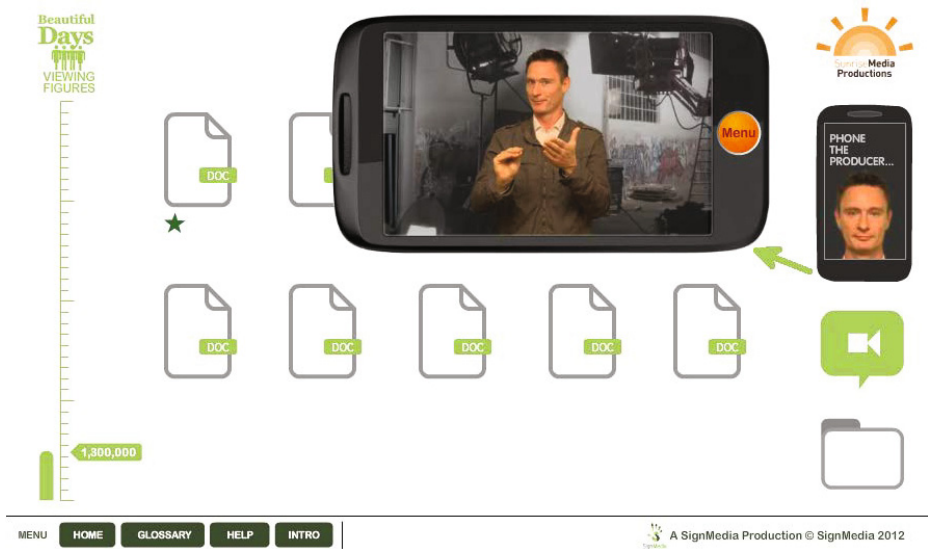 Beautiful
Days
VIEWING
FIGURES
Menu
Sunrise Media
Productions
PHONE
THE
PRODUCER...
DOC
DOC
DOC
DOC
DOC
DOC
1,300,000
MENU
HOME
GLOSSARY
HELP
INTRO
A SignMedia Production © SignMedia 2012